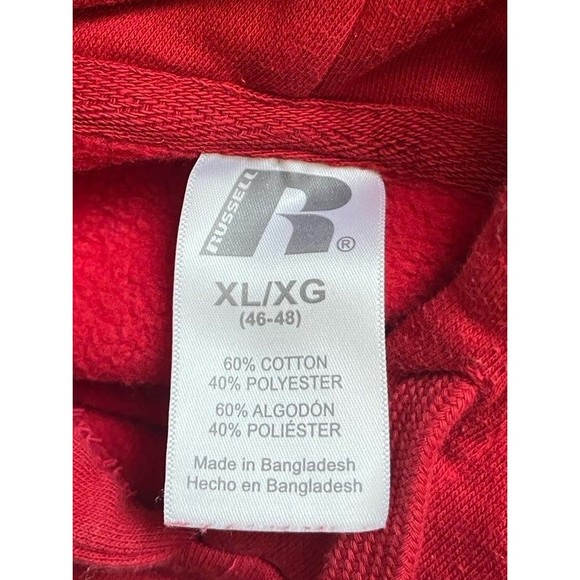 RUSSELL
R®
XL/XG
(46-48)
60% COTTON
40% POLYESTER
60% ALGODÓN
40% POLIÉSTER
Made in Bangladesh
Hecho en Bangladesh